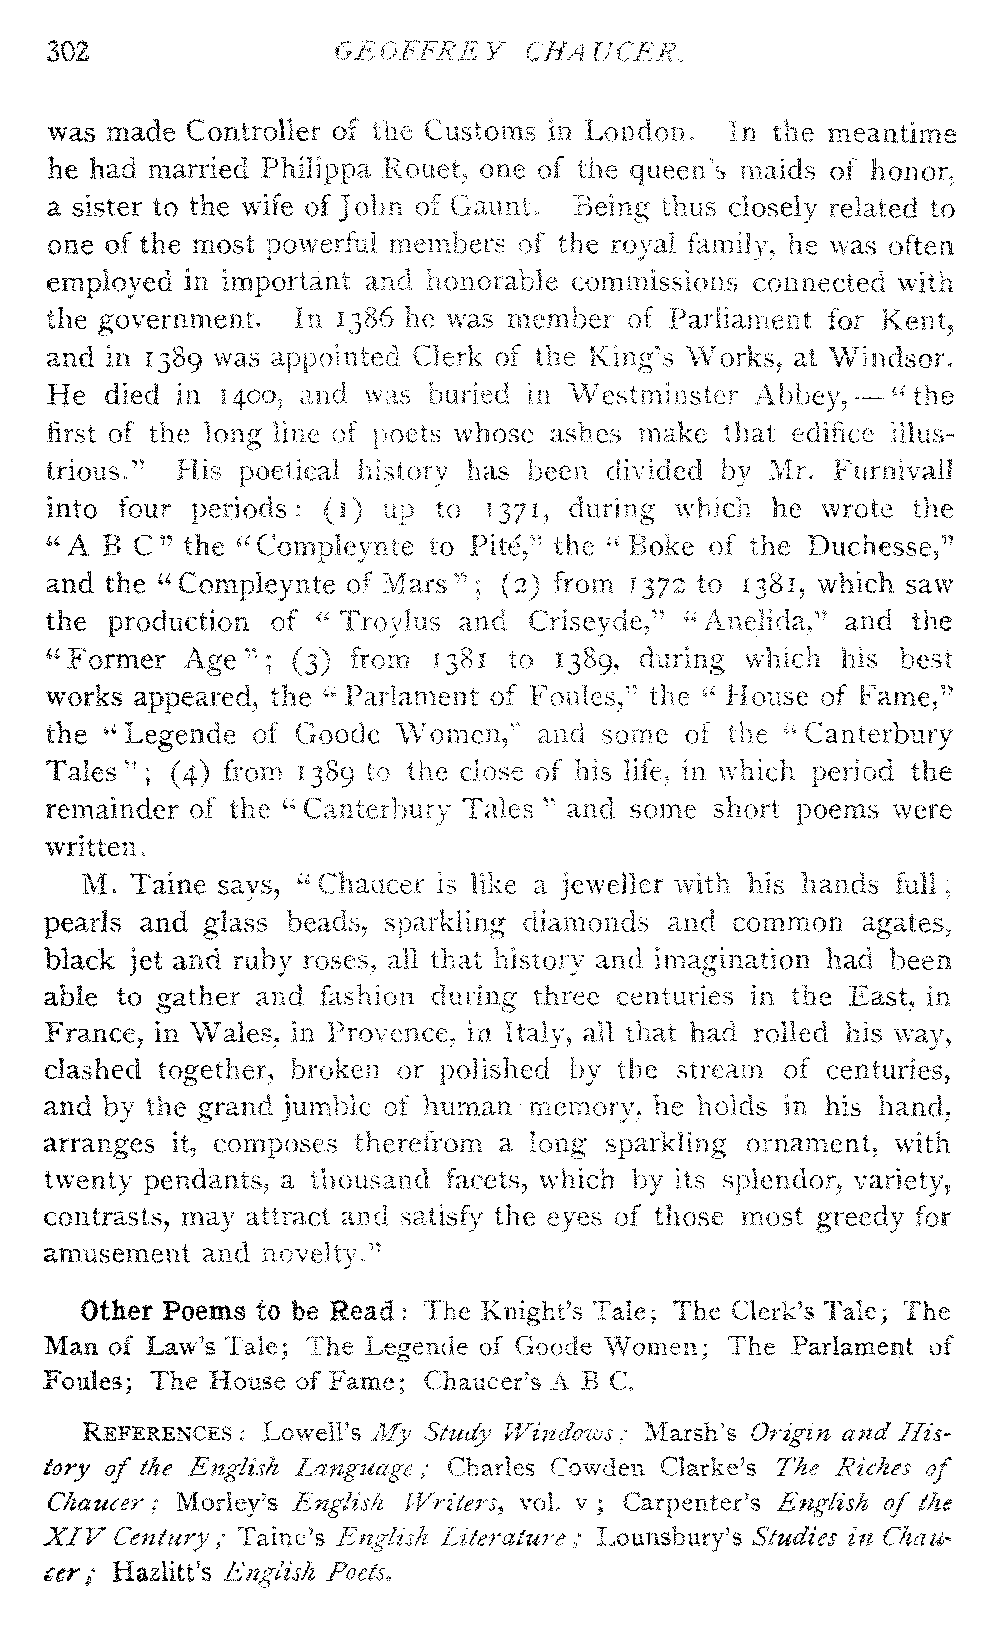 302 GEOFFREY CHAUCER.
was made Controller of the Customs in London. In the meantime
he had married Philippa Rouet, one of the queen's maids of honor,
a sister to the wife of John of Gaunt. Being thus closely related to
one of the most powerful members of the royal family, he was often
employed in important and honorable commissions connected with
the government. In 1386 he was member of Parliament for Kent,
and in 1389 was appointed Clerk of the King's Works, at Windsor.
He died in 1400, and was buried in Westminster Abbey, — "the
first of the long line of poets whose ashes make that edifice illus-
trious." His poetical history has been divided by Mr. Furnivall
into four periods: (1) up to 1371, during which he wrote the
"A B C" the "Compleynte to Pité," the "Boke of the Duchesse,"
and the "Compleynte of Mars"; (2) from 1372 to 1381, which saw
the production of "Troylus and Criseyde," "Anelida," and the
"Former Age"; (3) from 1381 to 1389, during which his best
works appeared, the "Parlament of Foules," the "House of Fame,"
the "Legende of Goode Women," and some of the "Canterbury
Tales"; (4) from 1389 to the close of his life, in which period the
remainder of the "Canterbury Tales" and some short poems were
written.
M. Taine says, "Chaucer is like a jeweller with his hands full;
pearls and glass beads, sparkling diamonds and common agates,
black jet and ruby roses, all that history and imagination had been
able to gather and fashion during three centuries in the East, in
France, in Wales, in Provence, in Italy, all that had rolled his way,
clashed together, broken or polished by the stream of centuries,
and by the grand jumble of human memory, he holds in his hand,
arranges it, composes therefrom a long sparkling ornament, with
twenty pendants, a thousand facets, which by its splendor, variety,
contrasts, may attract and satisfy the eyes of those most greedy for
amusement and novelty."
Other Poems to be Read: The Knight's Tale; The Clerk's Tale; The
Man of Law's Tale; The Legende of Goode Women; The Parlament of
Foules; The House of Fame; Chaucer's A B C.
REFERENCES: Lowell's My Study Windows; Marsh's Origin and His-
tory of the English Language; Charles Cowden Clarke's The Riches of
Chaucer; Morley's English Writers, vol. v; Carpenter's English of the
XIV Century; Taine's English Literature; Lounsbury's Studies in Chau-
cer; Hazlitt's English Poets.